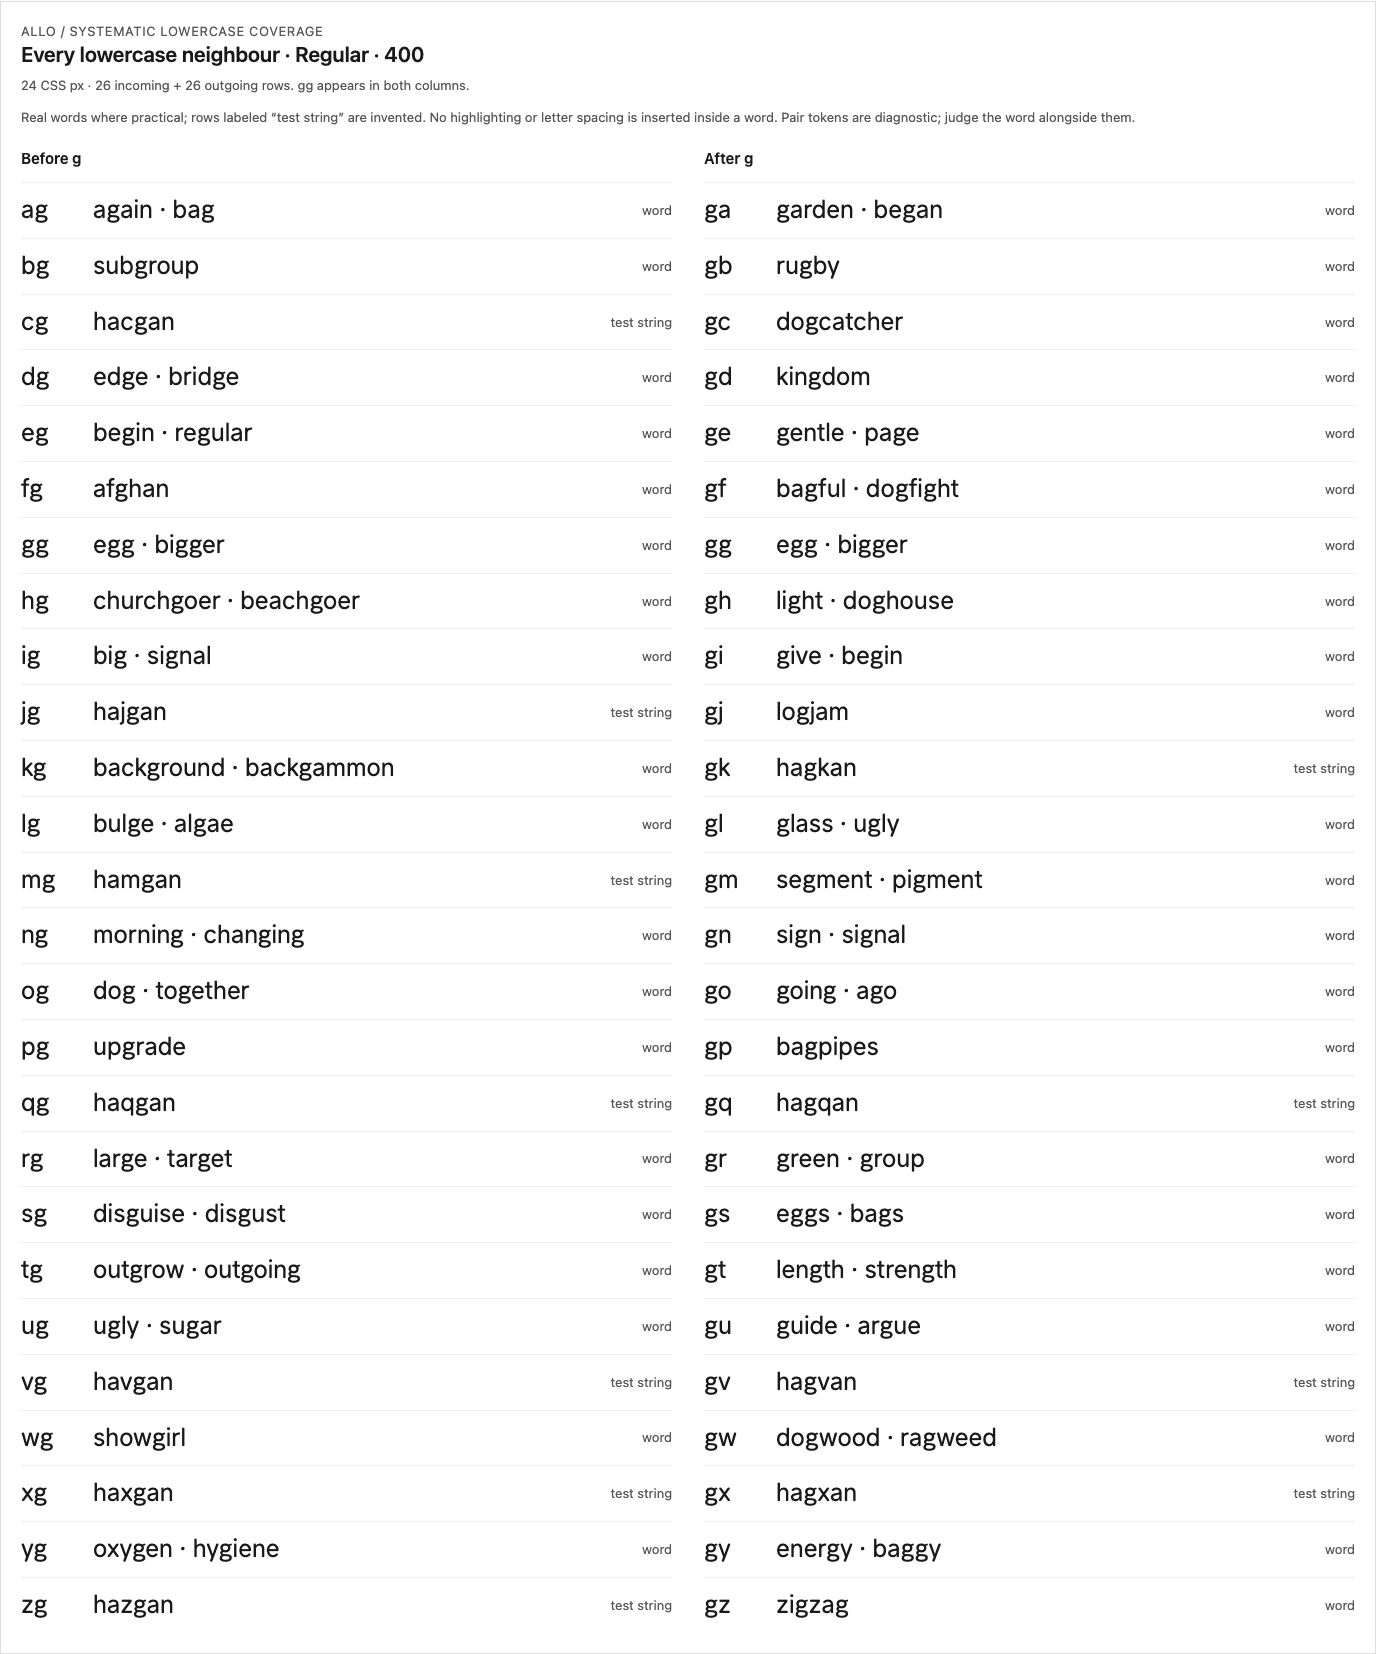 ALLO / SYSTEMATIC LOWERCASE COVERAGE
Every lowercase neighbour · Regular · 400
24 CSS px · 26 incoming + 26 outgoing rows. gg appears in both columns.
Real words where practical; rows labeled “test string” are invented. No highlighting or letter spacing is inserted inside a word. Pair tokens are diagnostic; judge the word alongside them.
Before g
ag again · bag word
bg subgroup word
cg hacgan test string
dg edge · bridge word
eg begin · regular word
fg afghan word
gg egg · bigger word
hg churchgoer · beachgoer word
ig big · signal word
jg hajgan test string
kg background · backgammon word
lg bulge · algae word
mg hamgan test string
ng morning · changing word
og dog · together word
pg upgrade word
qg haqgan test string
rg large · target word
sg disguise · disgust word
tg outgrow · outgoing word
ug ugly · sugar word
vg havgan test string
wg showgirl word
xg haxgan test string
yg oxygen · hygiene word
zg hazgan test string
After g
ga garden · began word
gb rugby word
gc dogcatcher word
gd kingdom word
ge gentle · page word
gf bagful · dogfight word
gg egg · bigger word
gh light · doghouse word
gi give · begin word
gj logjam word
gk hagkan test string
gl glass · ugly word
gm segment · pigment word
gn sign · signal word
go going · ago word
gp bagpipes word
gq hagqan test string
gr green · group word
gs eggs · bags word
gt length · strength word
gu guide · argue word
gv hagvan test string
gw dogwood · ragweed word
gx hagxan test string
gy energy · baggy word
gz zigzag word